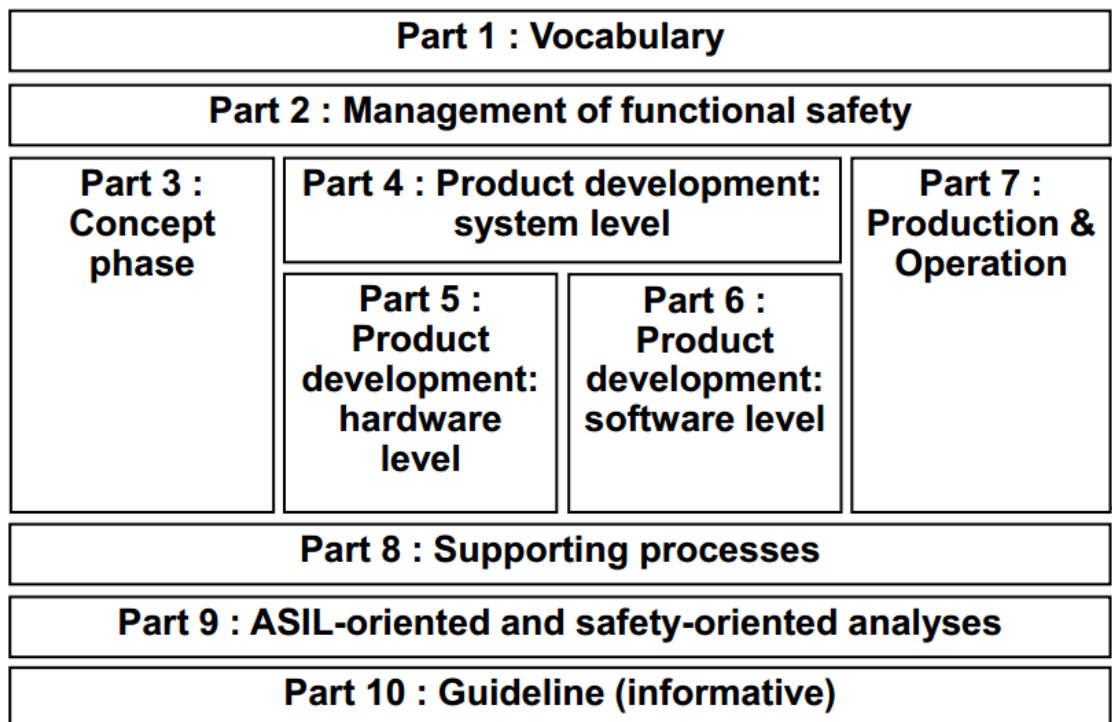 Part 1 : Vocabulary
Part 2 : Management of functional safety
Part 3 :
Concept
phase
Part 4 : Product development:
system level
Part 5 :
Product
development:
hardware
level
Part 6 :
Product
development:
software level
Part 7 :
Production &
Operation
Part 8 : Supporting processes
Part 9 : ASIL-oriented and safety-oriented analyses
Part 10 : Guideline (informative)